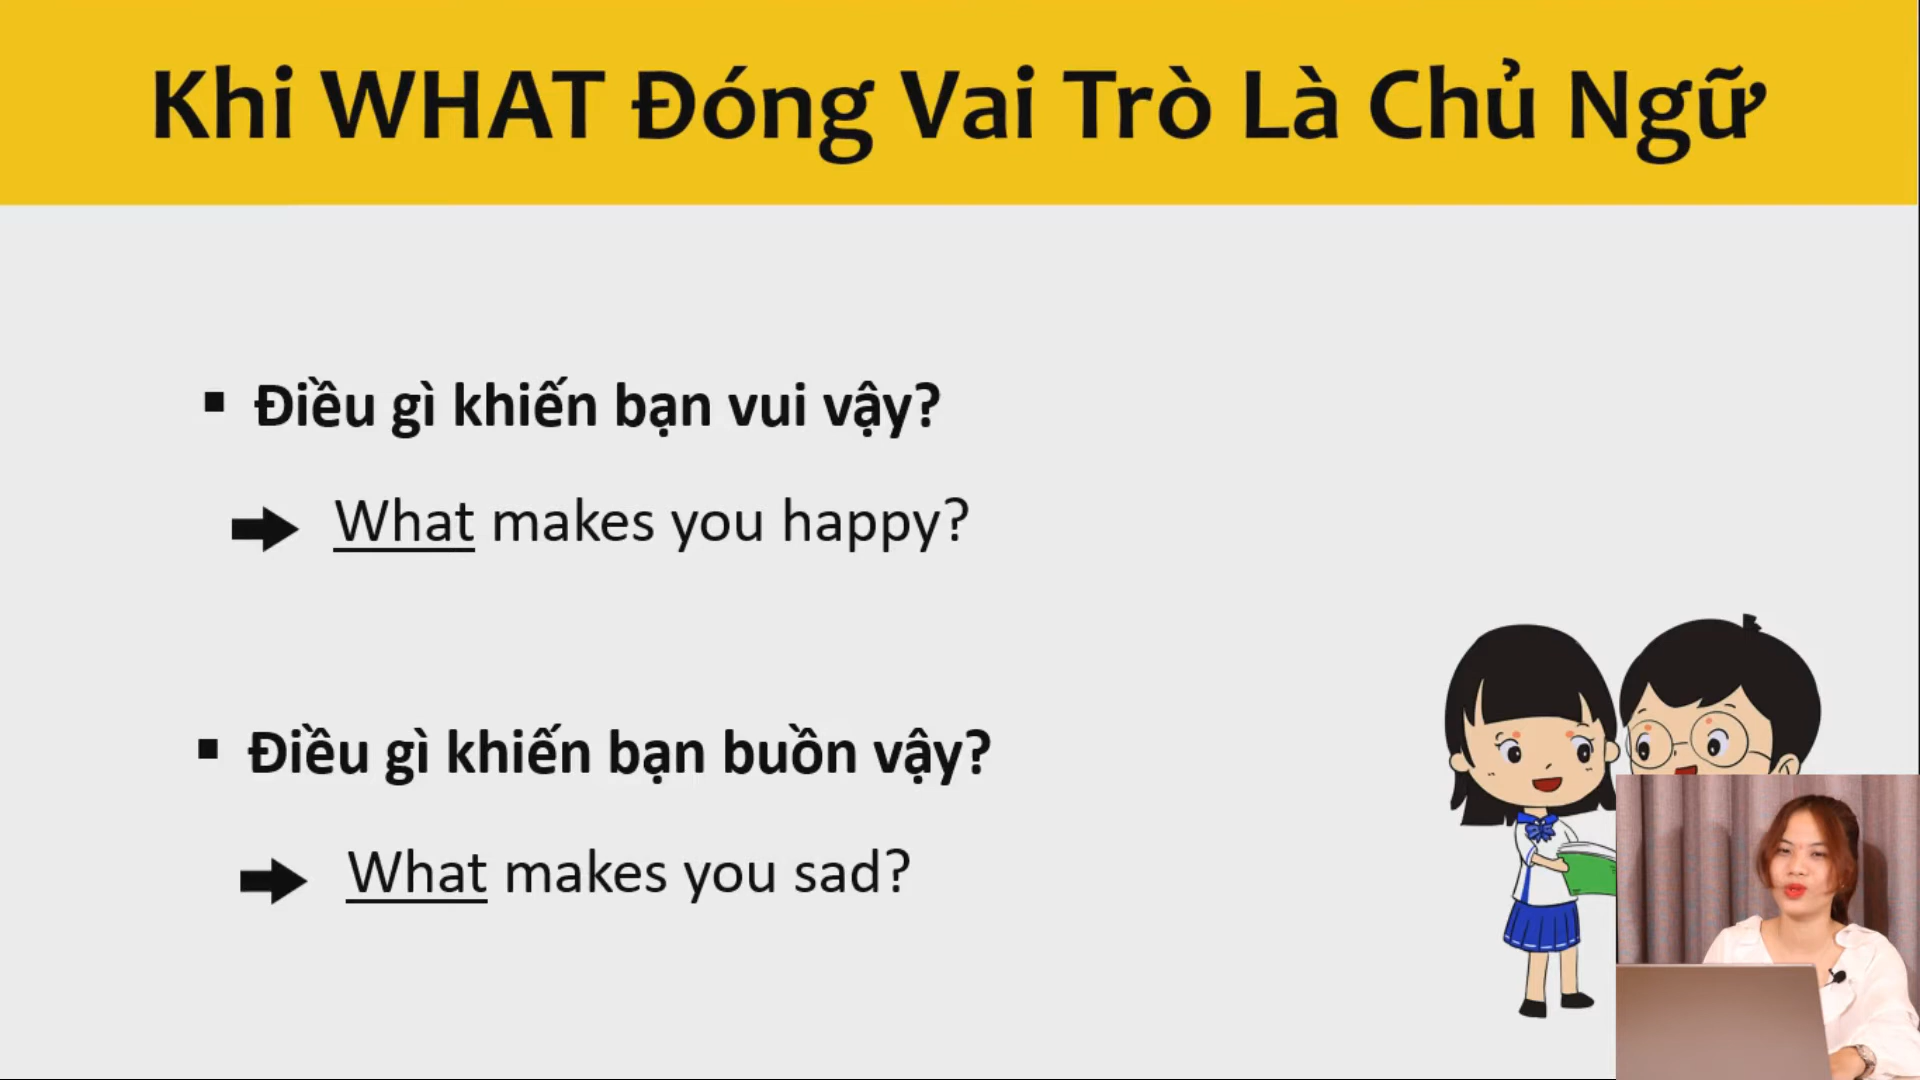 Khi WHAT Đóng Vai Trò Là Chủ Ngữ
▪ Điều gì khiến bạn vui vậy?
What makes you happy?
▪ Điều gì khiến bạn buồn vậy?
What makes you sad?